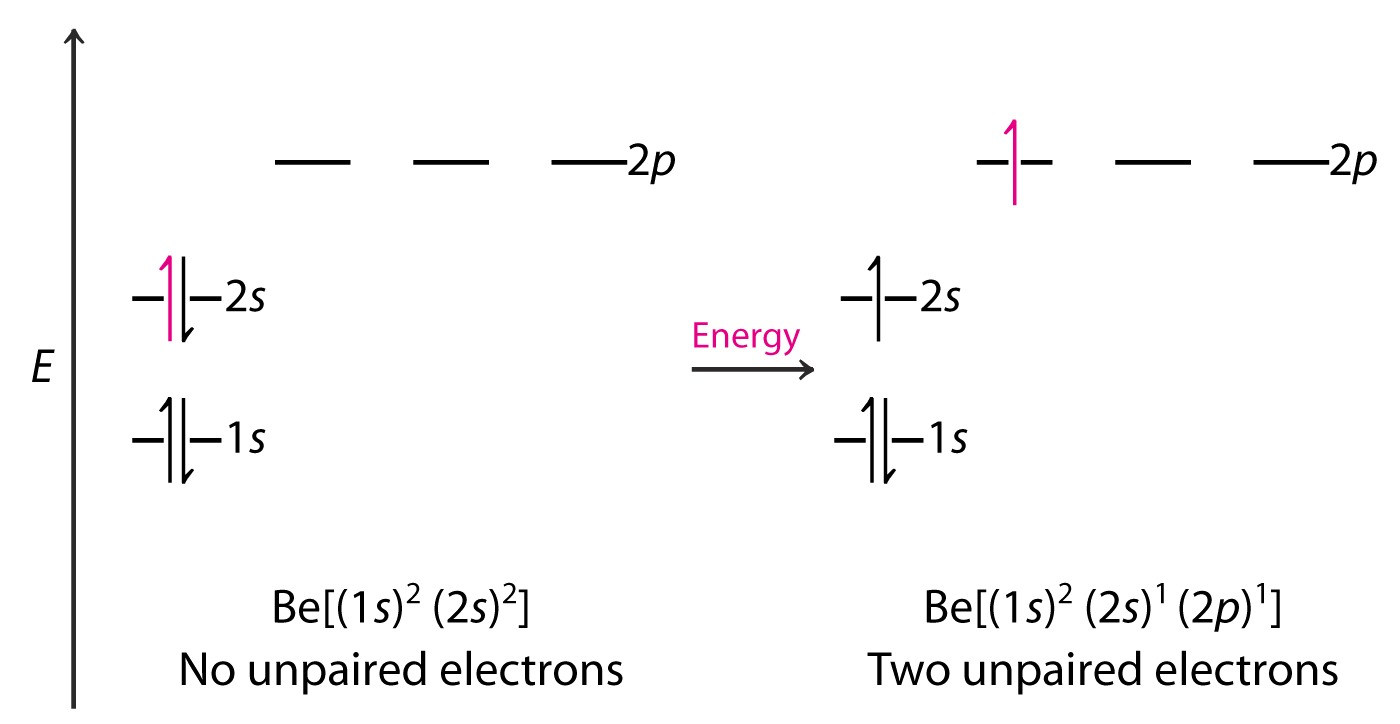 2p
2p
2s
2s
Energy
E
1s
1s
Be[(1s)² (2s)²]
Be[(1s)² (2s)¹ (2p)¹]
No unpaired electrons
Two unpaired electrons